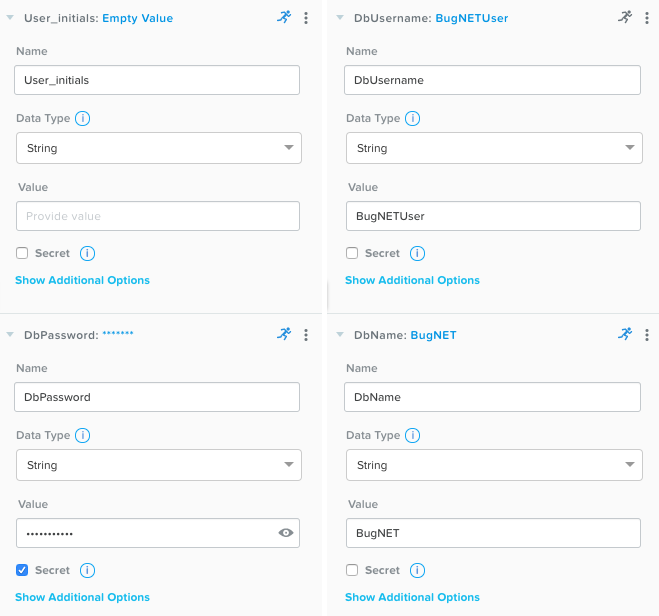 User_initials: Empty Value
Name
User_initials
Data Type i
String
Value
Provide value
Secret i
Show Additional Options
DbUsername: BugNETUser
Name
DbUsername
Data Type i
String
Value
BugNETUser
Secret i
Show Additional Options
DbPassword: *******
Name
DbPassword
Data Type i
String
Value
•••••••••••
Secret i
Show Additional Options
DbName: BugNET
Name
DbName
Data Type i
String
Value
BugNET
Secret i
Show Additional Options